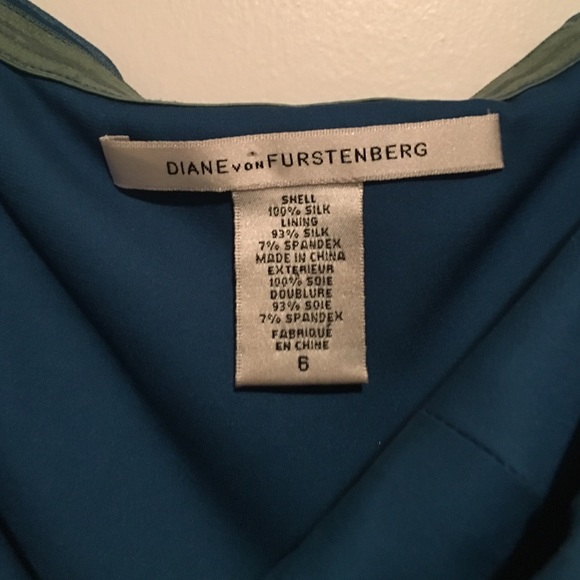 DIANE VON FURSTENBERG
SHELL
100% SILK
LINING
93% SILK
7% SPANDEX
MADE IN CHINA
EXTERIEUR
100% SOIE
DOUBLURE
93% SOIE
7% SPANDEX
FABRIQUÉ
EN CHINE
6